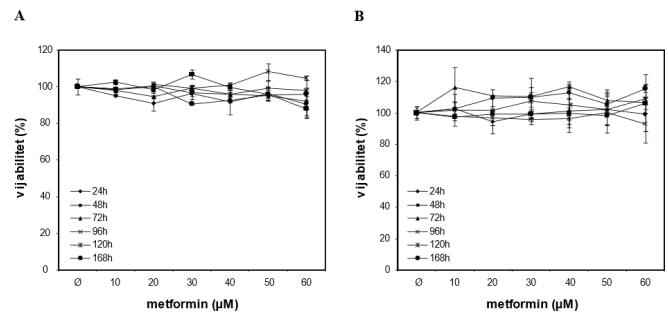 A
B
120
100
80
60
40
20
0
vijabilitet (%)
24h
48h
72h
96h
120h
168h
Ø 10 20 30 40 50 60
metformin (µM)
140
120
100
80
60
40
20
0
vijabilitet (%)
24h
48h
72h
96h
120h
168h
Ø 10 20 30 40 50 60
metformin (µM)